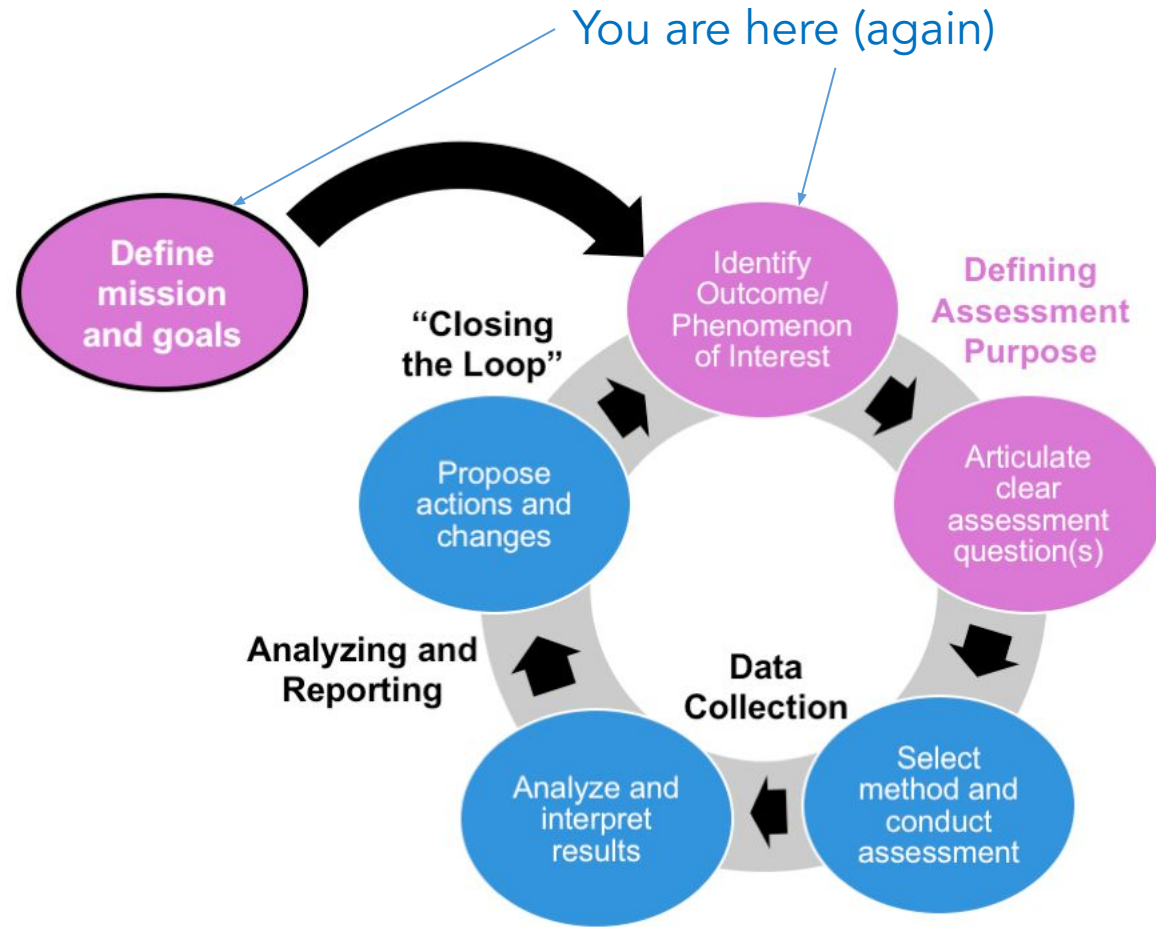 You are here (again)
Define
mission
and goals
Identify
Outcome/
Phenomenon
of Interest
Defining
Assessment
Purpose
“Closing
the Loop”
Propose
actions and
changes
Articulate
clear
assessment
question(s)
Analyzing and
Reporting
Data
Collection
Analyze and
interpret
results
Select
method and
conduct
assessment